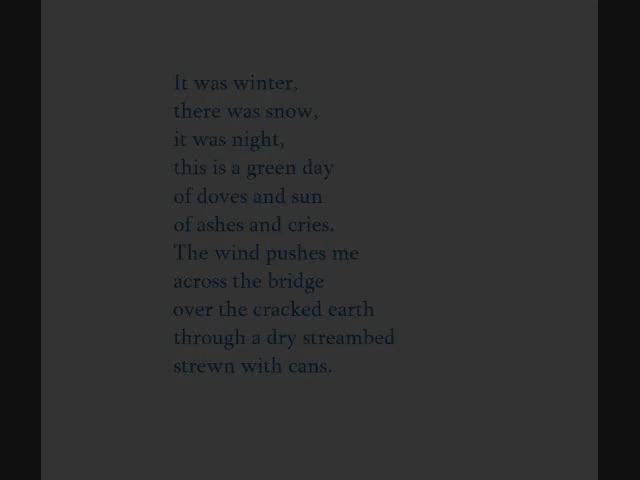 It was winter,
there was snow,
it was night,
this is a green day
of doves and sun
of ashes and cries.
The wind pushes me
across the bridge
over the cracked earth
through a dry streambed
strewn with cans.